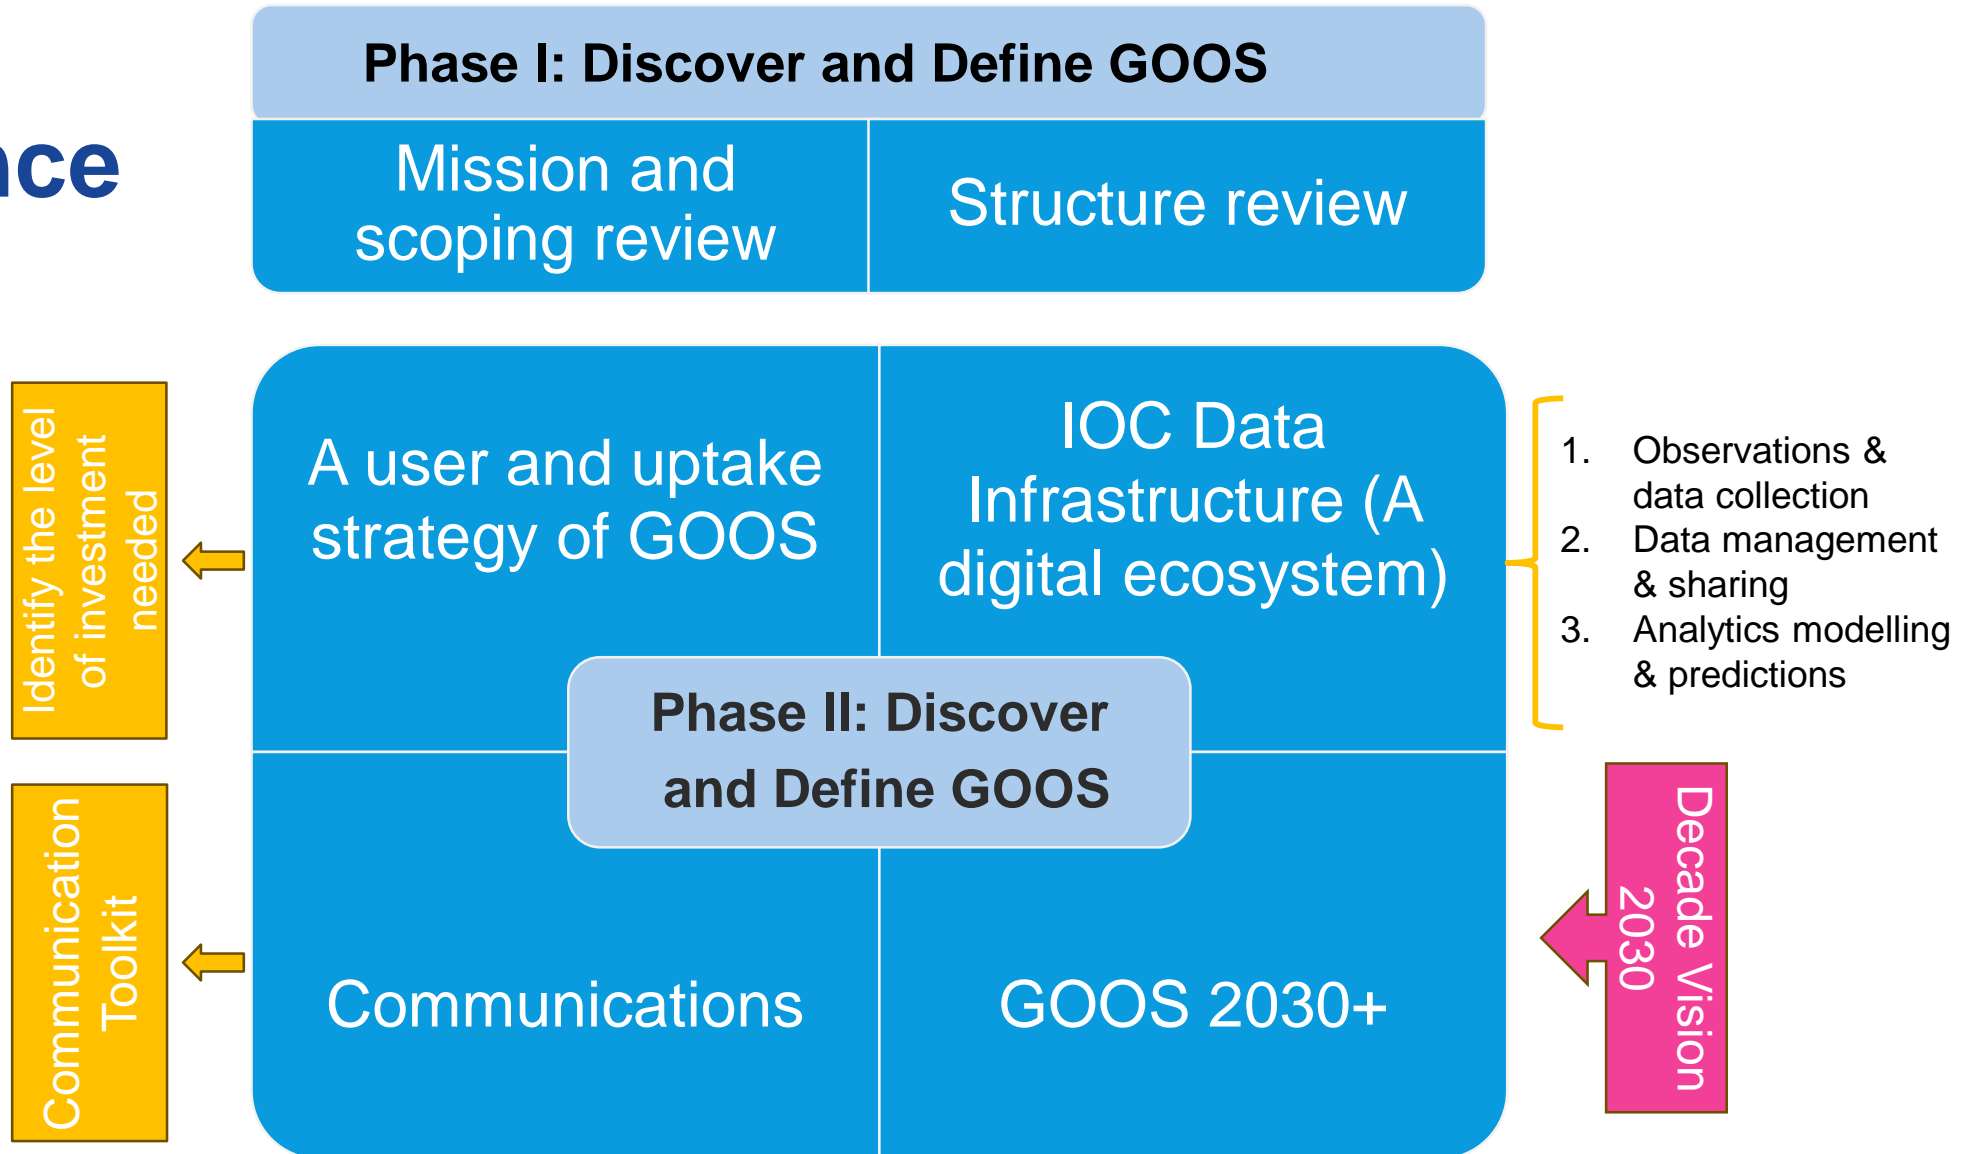 Phase I: Discover and Define GOOS
nce
Mission and
scoping review
Structure review
Identify the level
of investment
needed
A user and uptake
strategy of GOOS
IOC Data
Infrastructure (A
digital ecosystem)
1. Observations &
data collection
2. Data management
& sharing
3. Analytics modelling
& predictions
Phase II: Discover
and Define GOOS
Communication
Toolkit
Communications
GOOS 2030+
Decade Vision
2030